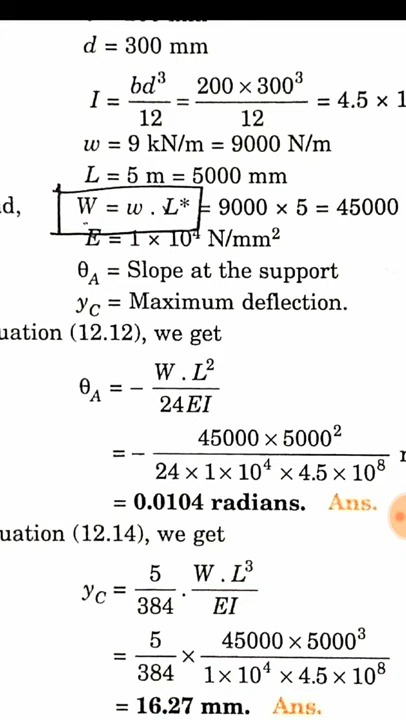 d = 300 mm
I = bd³/12 = 200 × 300³/12 = 4.5 × 1
w = 9 kN/m = 9000 N/m
L = 5 m = 5000 mm
d, W = w . L* = 9000 × 5 = 45000
E = 1 × 10⁴ N/mm²
θ_A = Slope at the support
y_C = Maximum deflection.
uation (12.12), we get
θ_A = − W . L²/24EI
= − 45000 × 5000²/24 × 1 × 10⁴ × 4.5 × 10⁸
= 0.0104 radians. Ans.
uation (12.14), we get
y_C = 5/384 . W . L³/EI
= 5/384 × 45000 × 5000³/1 × 10⁴ × 4.5 × 10⁸
= 16.27 mm. Ans.